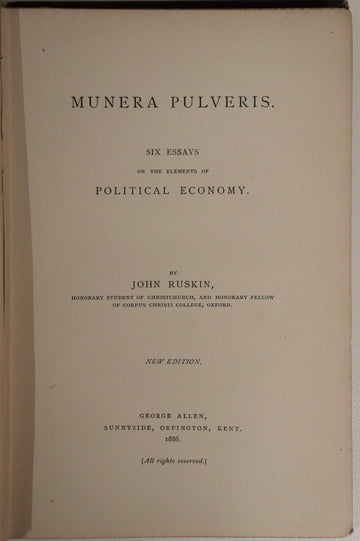 MUNERA PULVERIS.
SIX ESSAYS
ON THE ELEMENTS OF
POLITICAL ECONOMY.
BY
JOHN RUSKIN,
HONORARY STUDENT OF CHRISTCHURCH, AND HONORARY FELLOW
OF CORPUS CHRISTI COLLEGE, OXFORD.
NEW EDITION.
GEORGE ALLEN,
SUNNYSIDE, ORPINGTON, KENT.
1886.
[All rights reserved.]